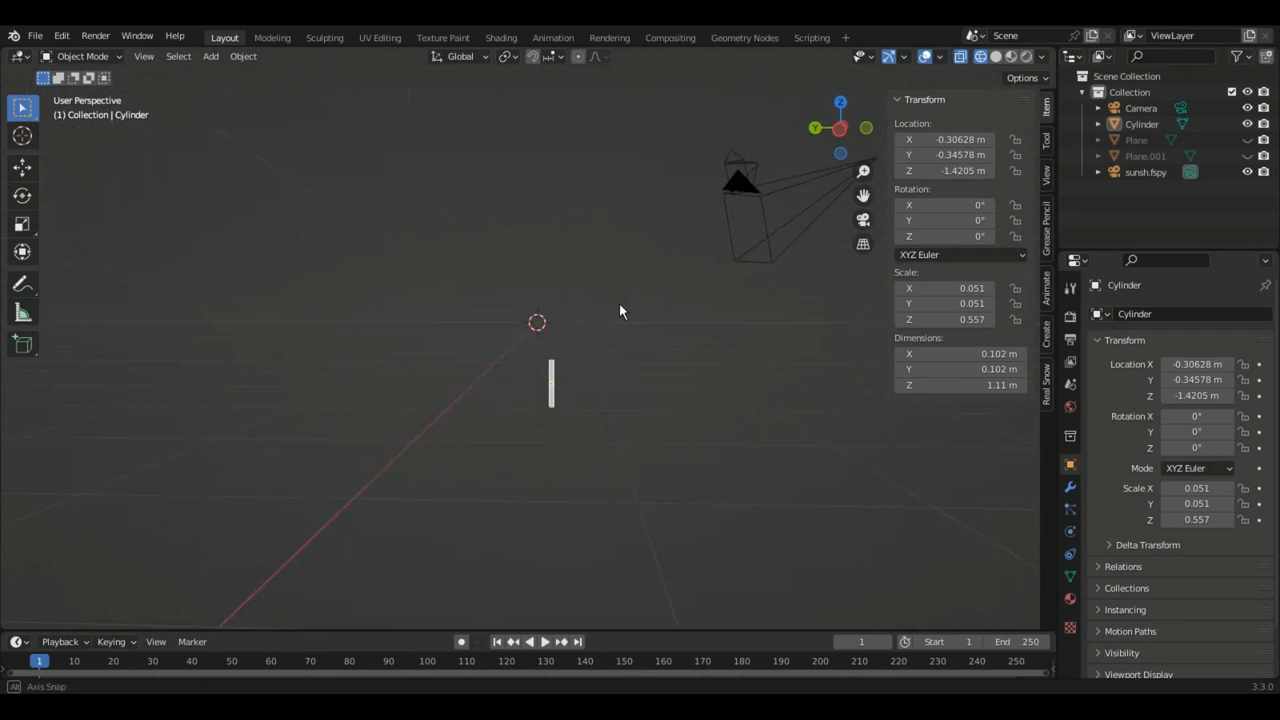 File Edit Render Window Help Layout Modeling Sculpting UV Editing Texture Paint Shading Animation Rendering Compositing Geometry Nodes Scripting + Scene ViewLayer
Object Mode View Select Add Object Global
Options
User Perspective
(1) Collection | Cylinder
Z
Y
Transform
Location:
X -0.30628 m
Y -0.34578 m
Z -1.4205 m
Rotation:
X 0°
Y 0°
Z 0°
XYZ Euler
Scale:
X 0.051
Y 0.051
Z 0.557
Dimensions:
X 0.102 m
Y 0.102 m
Z 1.11 m
Item
Tool
View
Grease Pencil
Animate
Create
Real Snow
Scene Collection
Collection
Camera
Cylinder
Plane
Plane.001
sunsh.fspy
Cylinder
Cylinder
Transform
Location X -0.30628 m
Y -0.34578 m
Z -1.4205 m
Rotation X 0°
Y 0°
Z 0°
Mode XYZ Euler
Scale X 0.051
Y 0.051
Z 0.557
Delta Transform
Relations
Collections
Instancing
Motion Paths
Visibility
Viewport Display
Playback Keying View Marker 1 Start 1 End 250
1 10 20 30 40 50 60 70 80 90 100 110 120 130 140 150 160 170 180 190 200 210 220 230 240 250
Alt Axis Snap 3.3.0